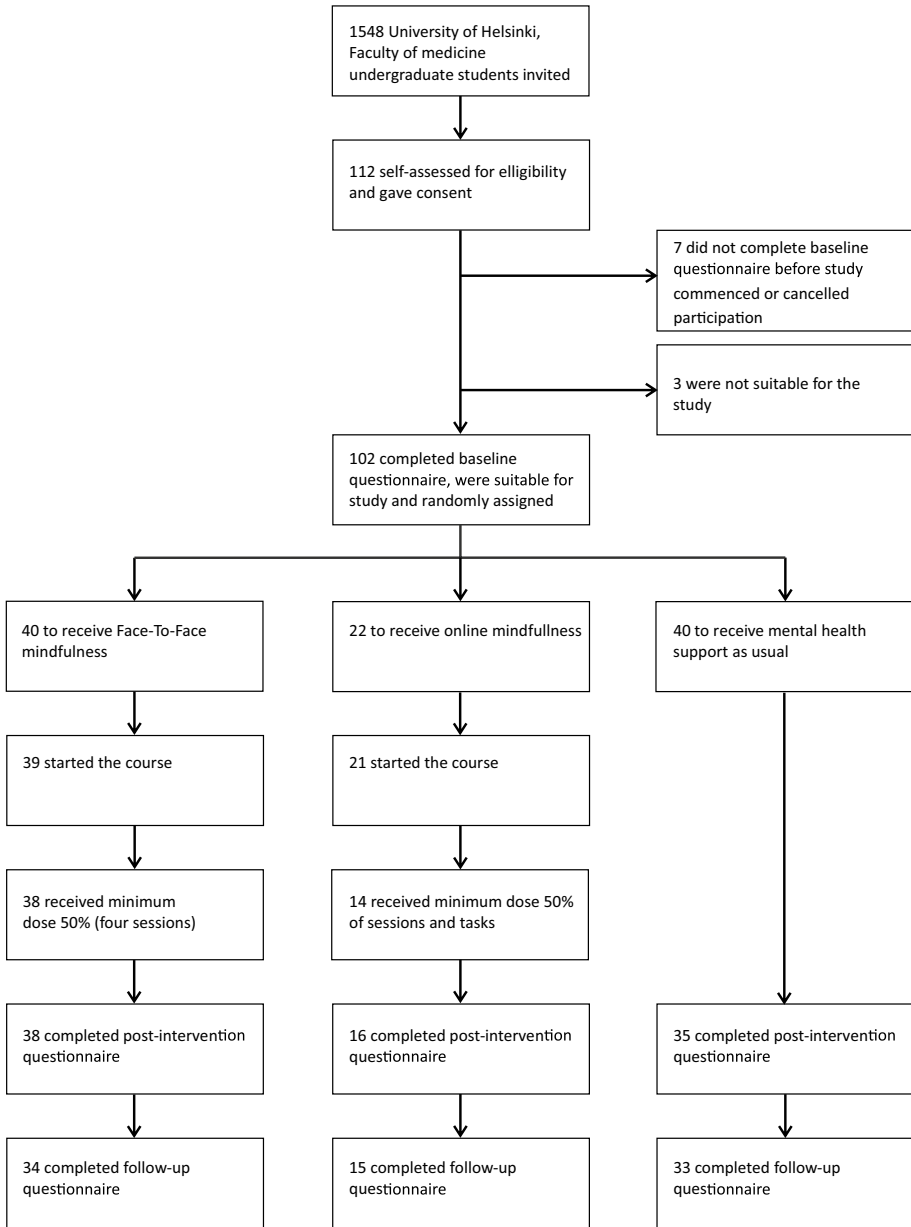 1548 University of Helsinki,
Faculty of medicine
undergraduate students invited
112 self-assessed for elligibility
and gave consent
7 did not complete baseline
questionnaire before study
commenced or cancelled
participation
3 were not suitable for the
study
102 completed baseline
questionnaire, were suitable for
study and randomly assigned
40 to receive Face-To-Face
mindfulness
22 to receive online mindfullness
40 to receive mental health
support as usual
39 started the course
21 started the course
38 received minimum
dose 50% (four sessions)
14 received minimum dose 50%
of sessions and tasks
38 completed post-intervention
questionnaire
16 completed post-intervention
questionnaire
35 completed post-intervention
questionnaire
34 completed follow-up
questionnaire
15 completed follow-up
questionnaire
33 completed follow-up
questionnaire